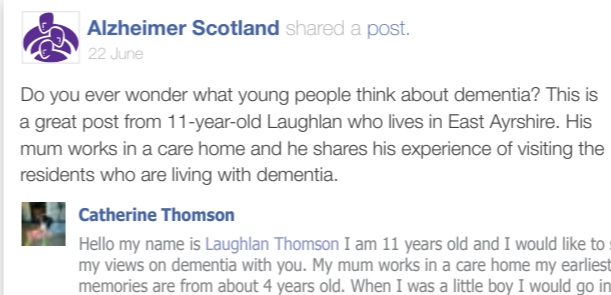 Alzheimer Scotland shared a post.
22 June
Do you ever wonder what young people think about dementia? This is
a great post from 11-year-old Laughlan who lives in East Ayrshire. His
mum works in a care home and he shares his experience of visiting the
residents who are living with dementia.
Catherine Thomson
Hello my name is Laughlan Thomson I am 11 years old and I would like to
my views on dementia with you. My mum works in a care home my earliest
memories are from about 4 years old. When I was a little boy I would go in